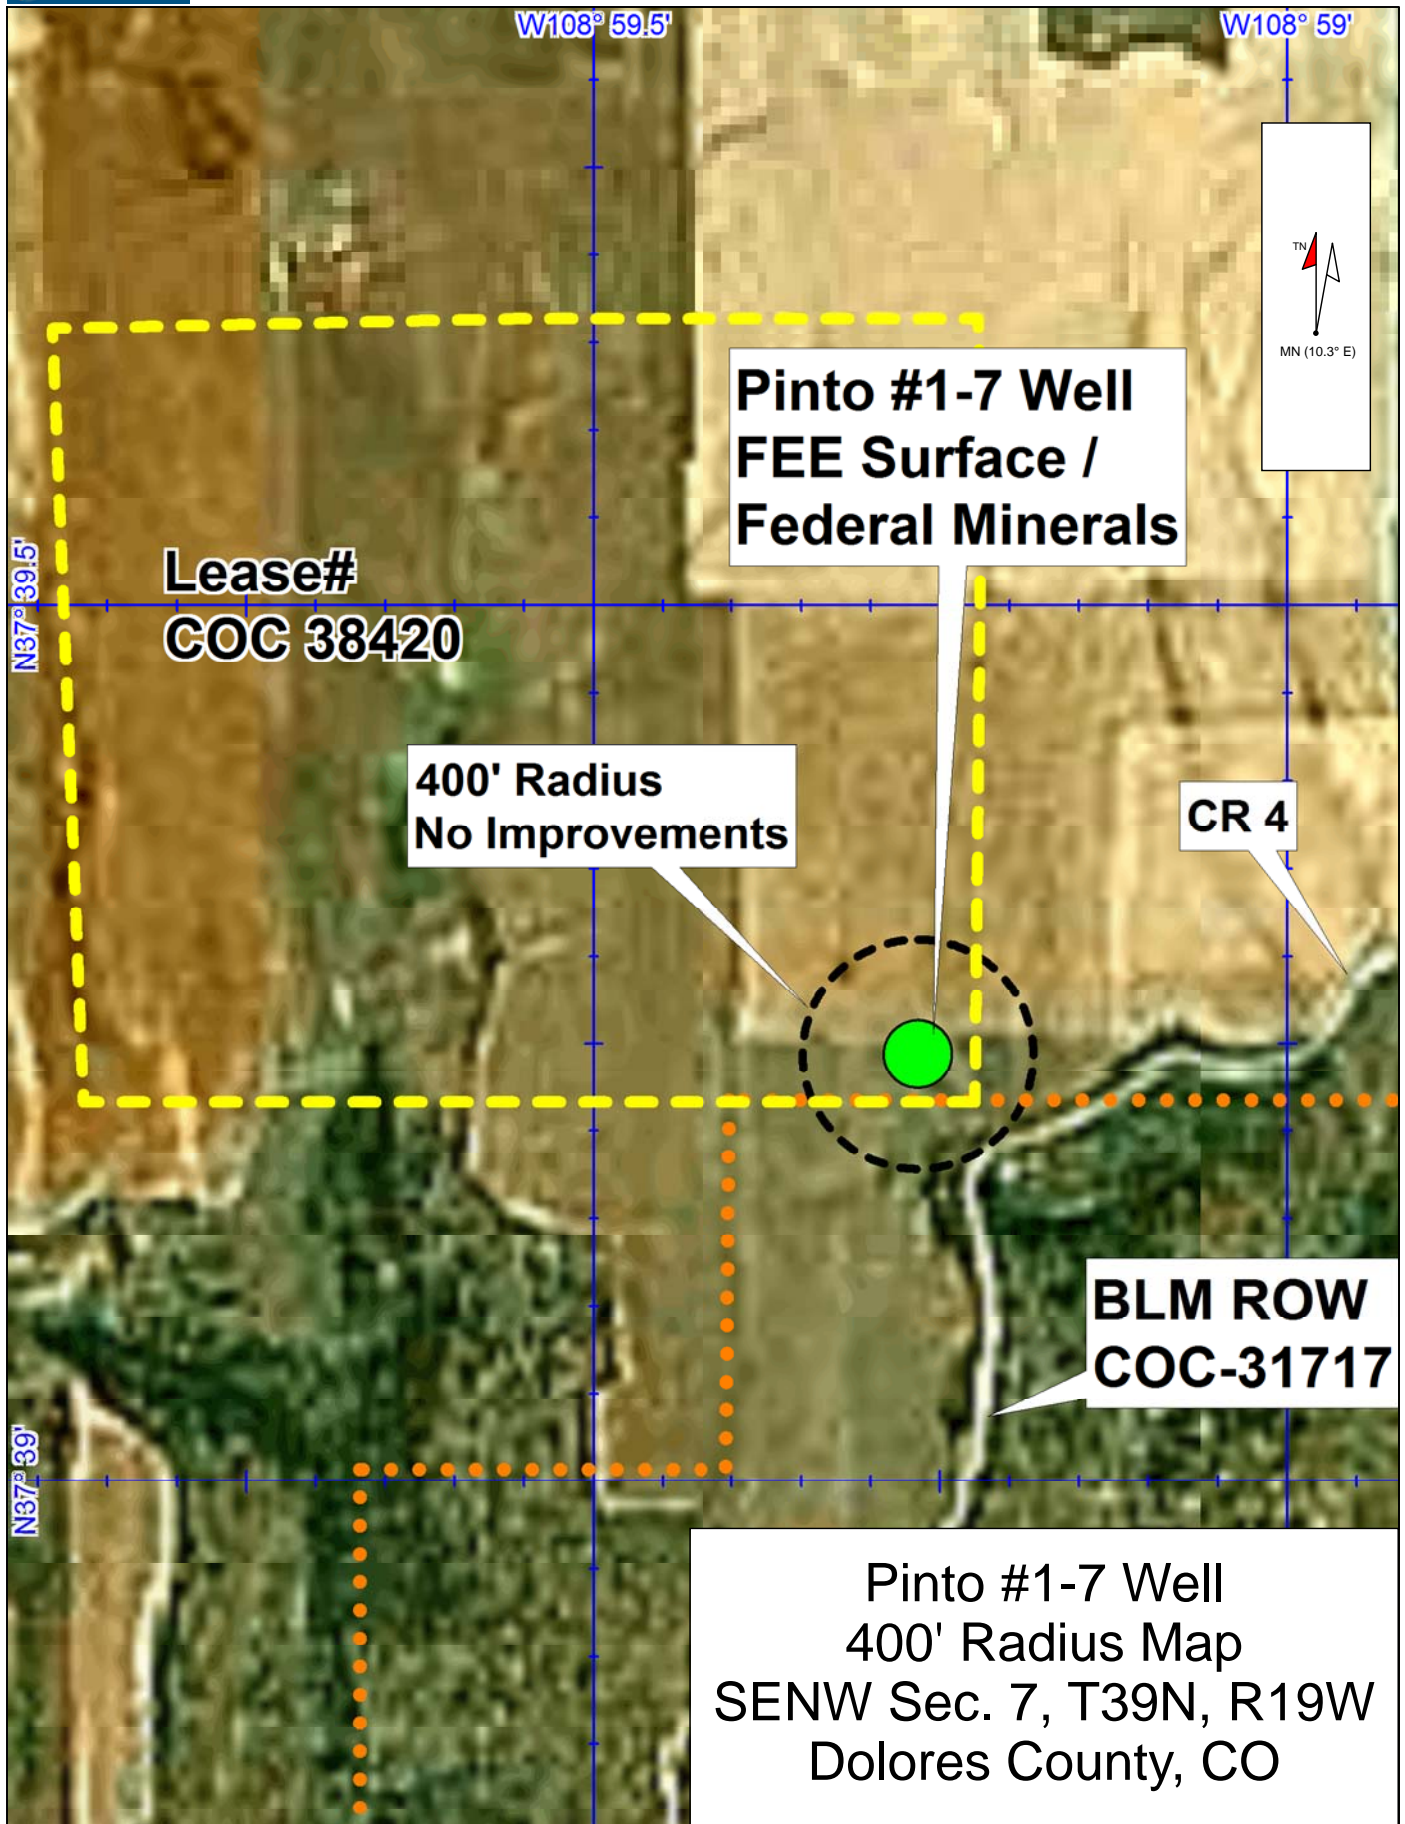 W108° 59.5'
W108° 59'
TN
MN (10.3° E)
Pinto #1-7 Well
FEE Surface /
Federal Minerals
N37° 39.5'
Lease#
COC 38420
400' Radius
No Improvements
CR 4
BLM ROW
COC-31717
N37° 39'
Pinto #1-7 Well
400' Radius Map
SENW Sec. 7, T39N, R19W
Dolores County, CO